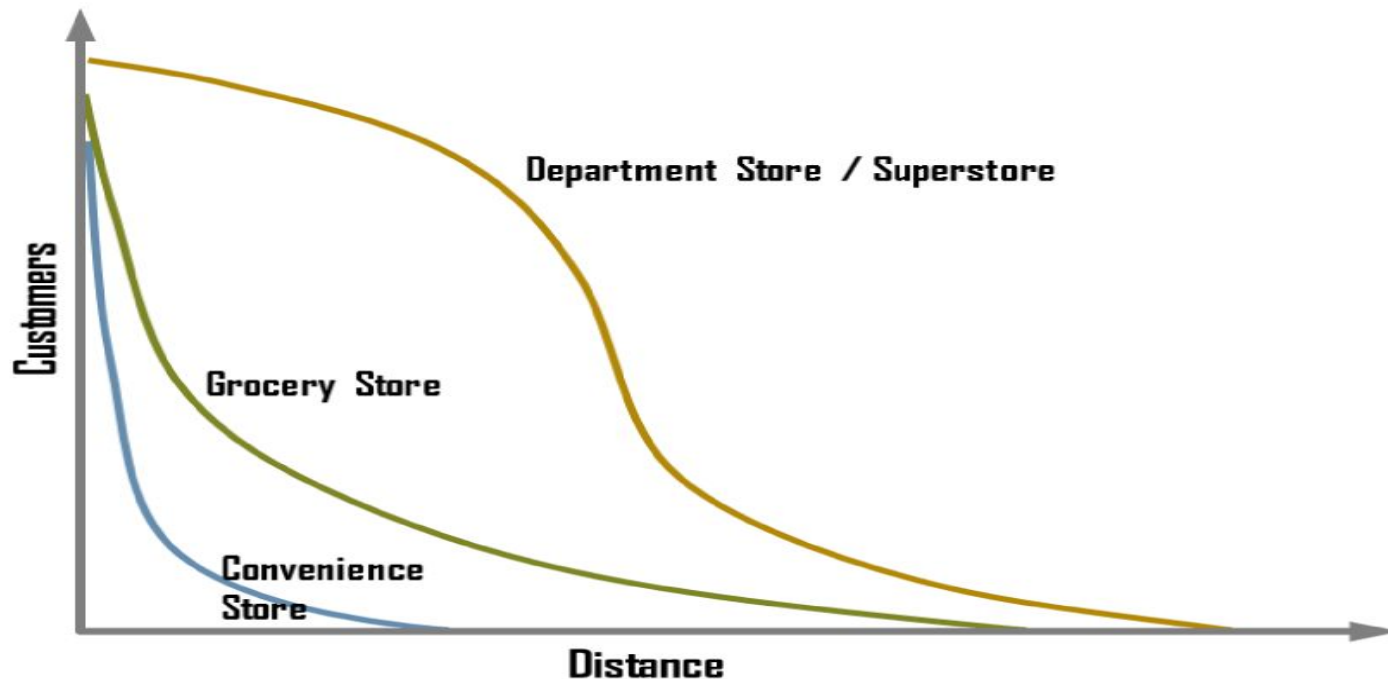 Department Store / Superstore
Customers
Grocery Store
Convenience
Store
Distance